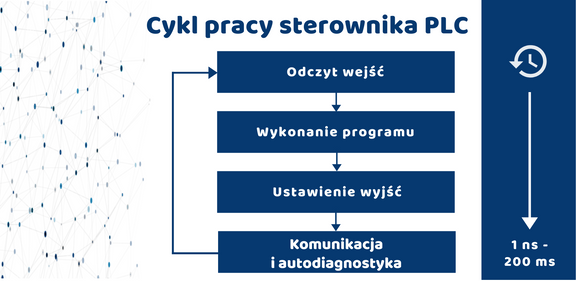 Cykl pracy sterownika PLC
Odczyt wejść
Wykonanie programu
Ustawienie wyjść
Komunikacja
i autodiagnostyka
1 ns -
200 ms